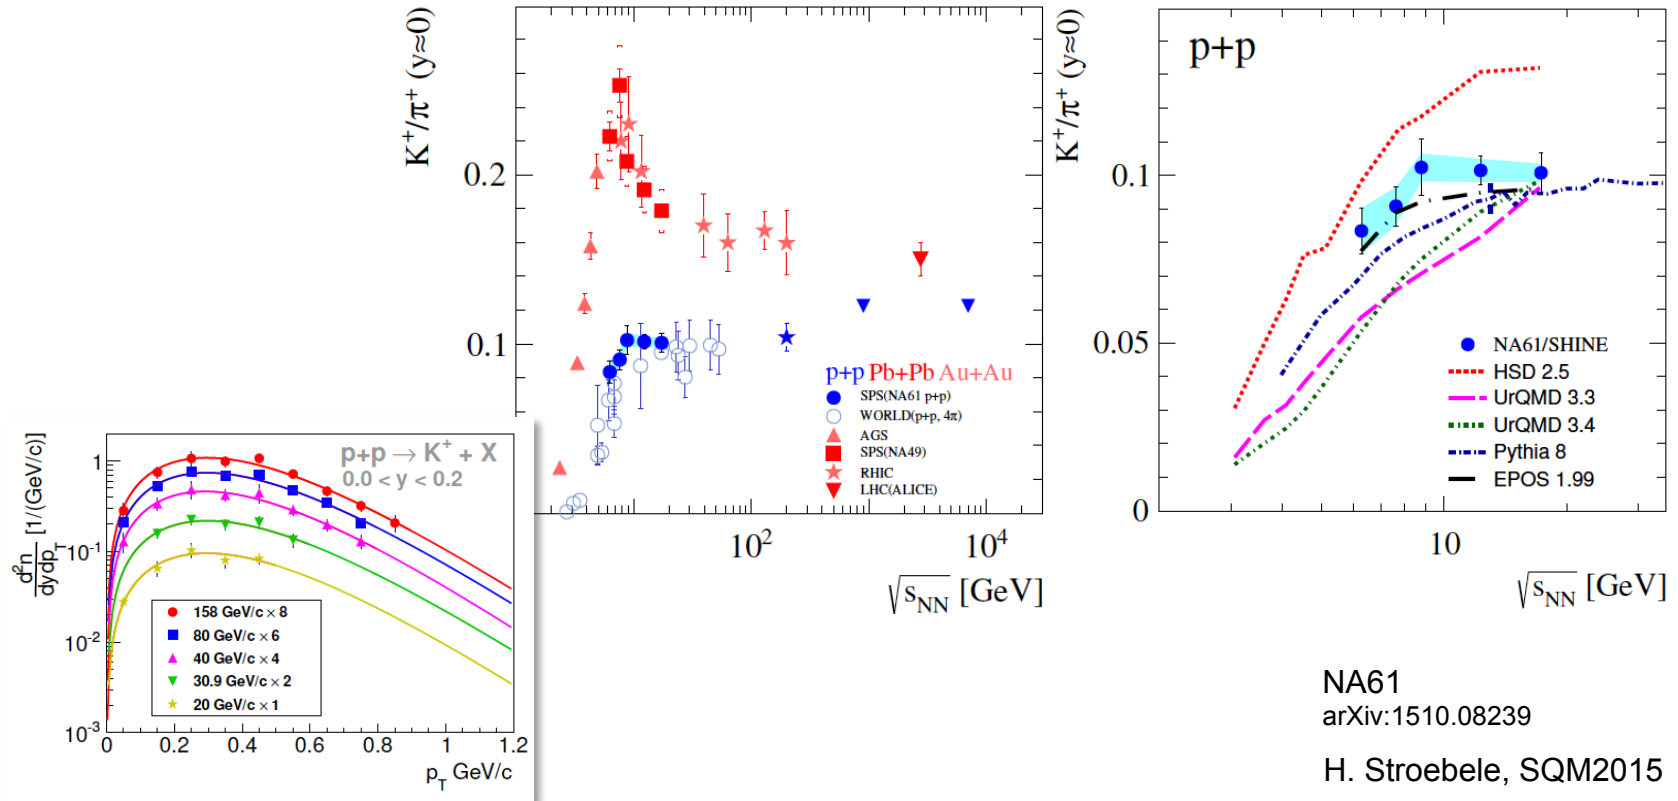 K⁺/π⁺ (y≈0)
0.2
0.1
10²
10⁴
√s_NN [GeV]
p+p Pb+Pb Au+Au
SPS(NA61 p+p)
WORLD(p+p, 4π)
AGS
SPS(NA49)
RHIC
LHC(ALICE)
K⁺/π⁺ (y≈0)
p+p
0.1
0.05
0
10
√s_NN [GeV]
NA61/SHINE
HSD 2.5
UrQMD 3.3
UrQMD 3.4
Pythia 8
EPOS 1.99
d²n/dydp_T [1/(GeV/c)]
p+p → K⁺ + X
0.0 < y < 0.2
1
10⁻¹
10⁻²
10⁻³
158 GeV/c × 8
80 GeV/c × 6
40 GeV/c × 4
30.9 GeV/c × 2
20 GeV/c × 1
0 0.2 0.4 0.6 0.8 1 1.2
p_T GeV/c
NA61
arXiv:1510.08239
H. Stroebele, SQM2015